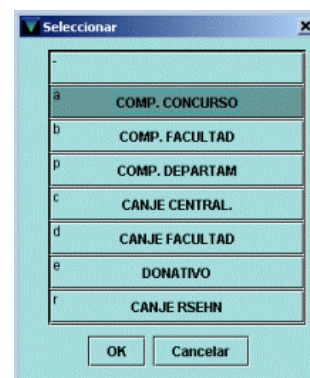 Seleccionar
-
a COMP. CONCURSO
b COMP. FACULTAD
p COMP. DEPARTAM
c CANJE CENTRAL.
d CANJE FACULTAD
e DONATIVO
r CANJE RSEHN
OK Cancelar